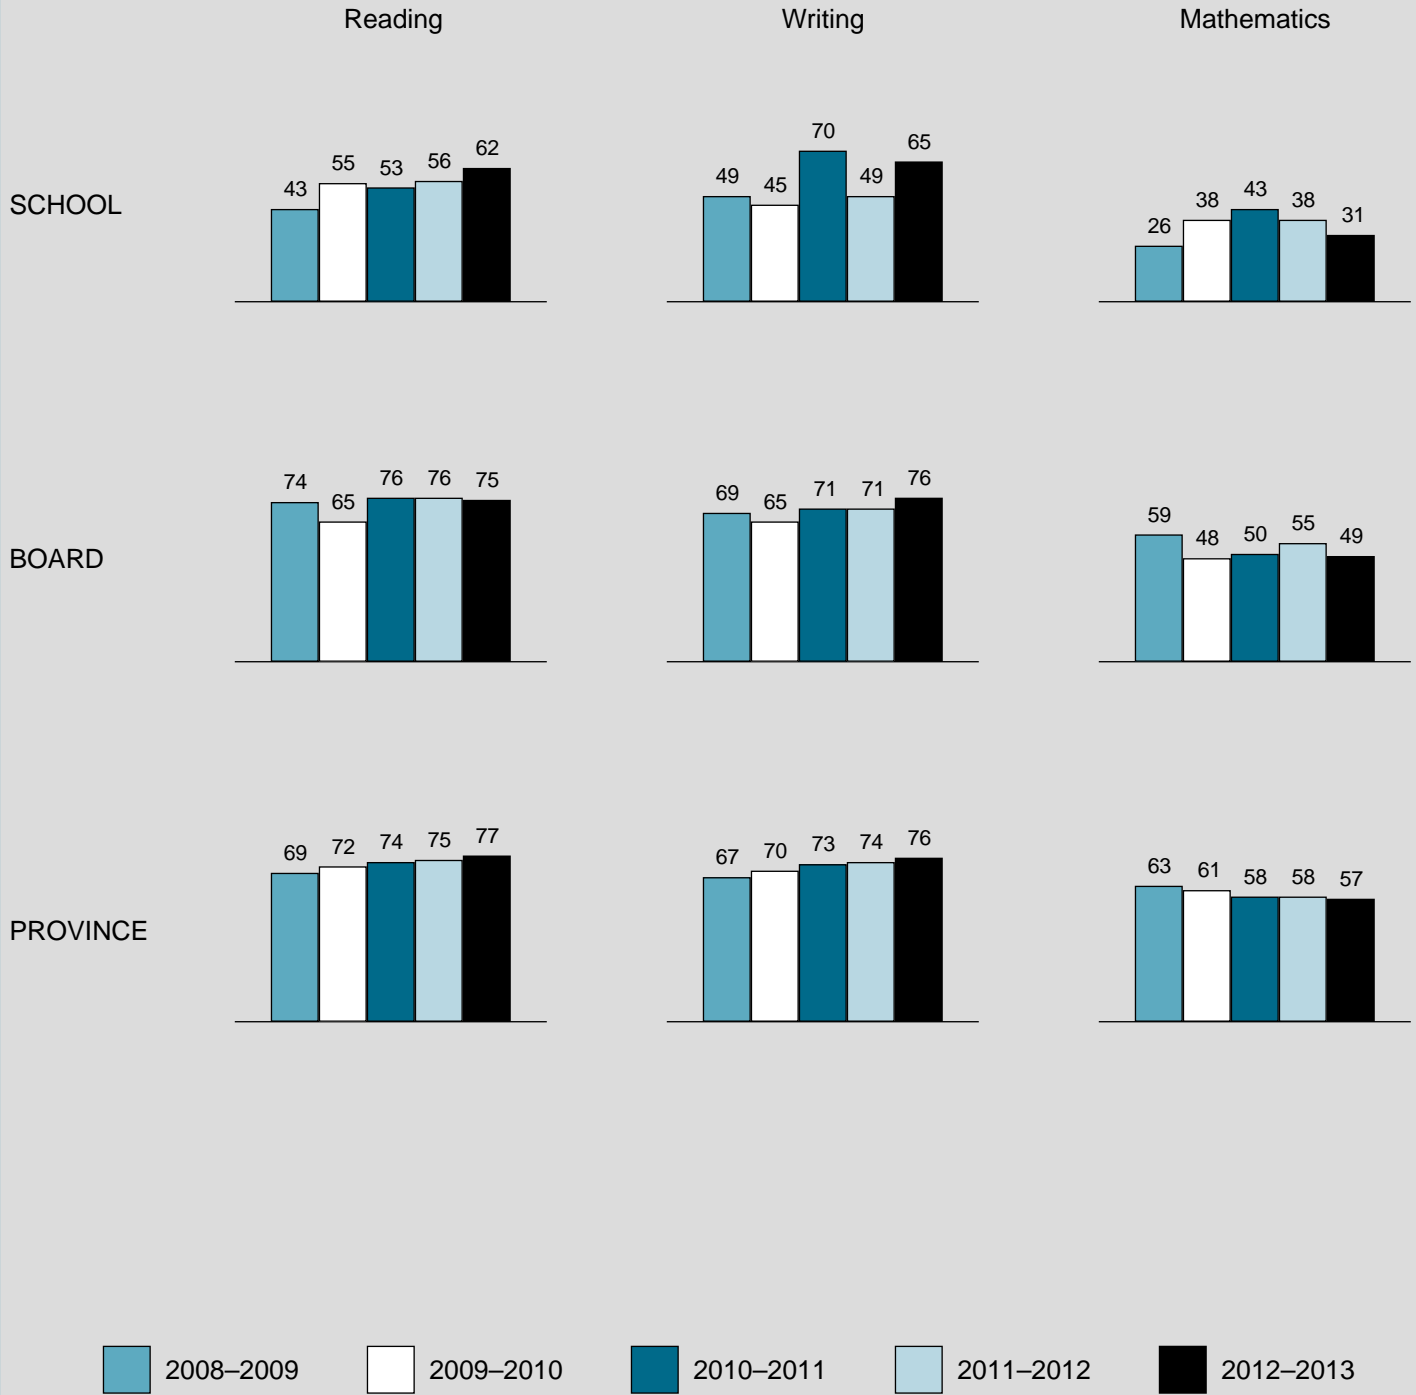 Reading Writing Mathematics
SCHOOL
43 55 53 56 62
49 45 70 49 65
26 38 43 38 31
BOARD
74 65 76 76 75
69 65 71 71 76
59 48 50 55 49
PROVINCE
69 72 74 75 77
67 70 73 74 76
63 61 58 58 57
2008–2009 2009–2010 2010–2011 2011–2012 2012–2013